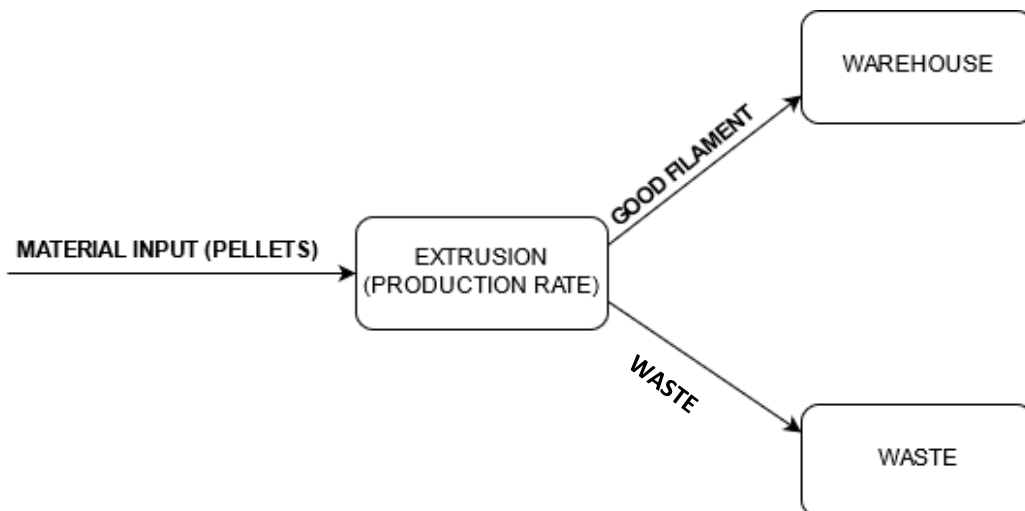 WAREHOUSE
GOOD FILAMENT
MATERIAL INPUT (PELLETS)
EXTRUSION
(PRODUCTION RATE)
WASTE
WASTE